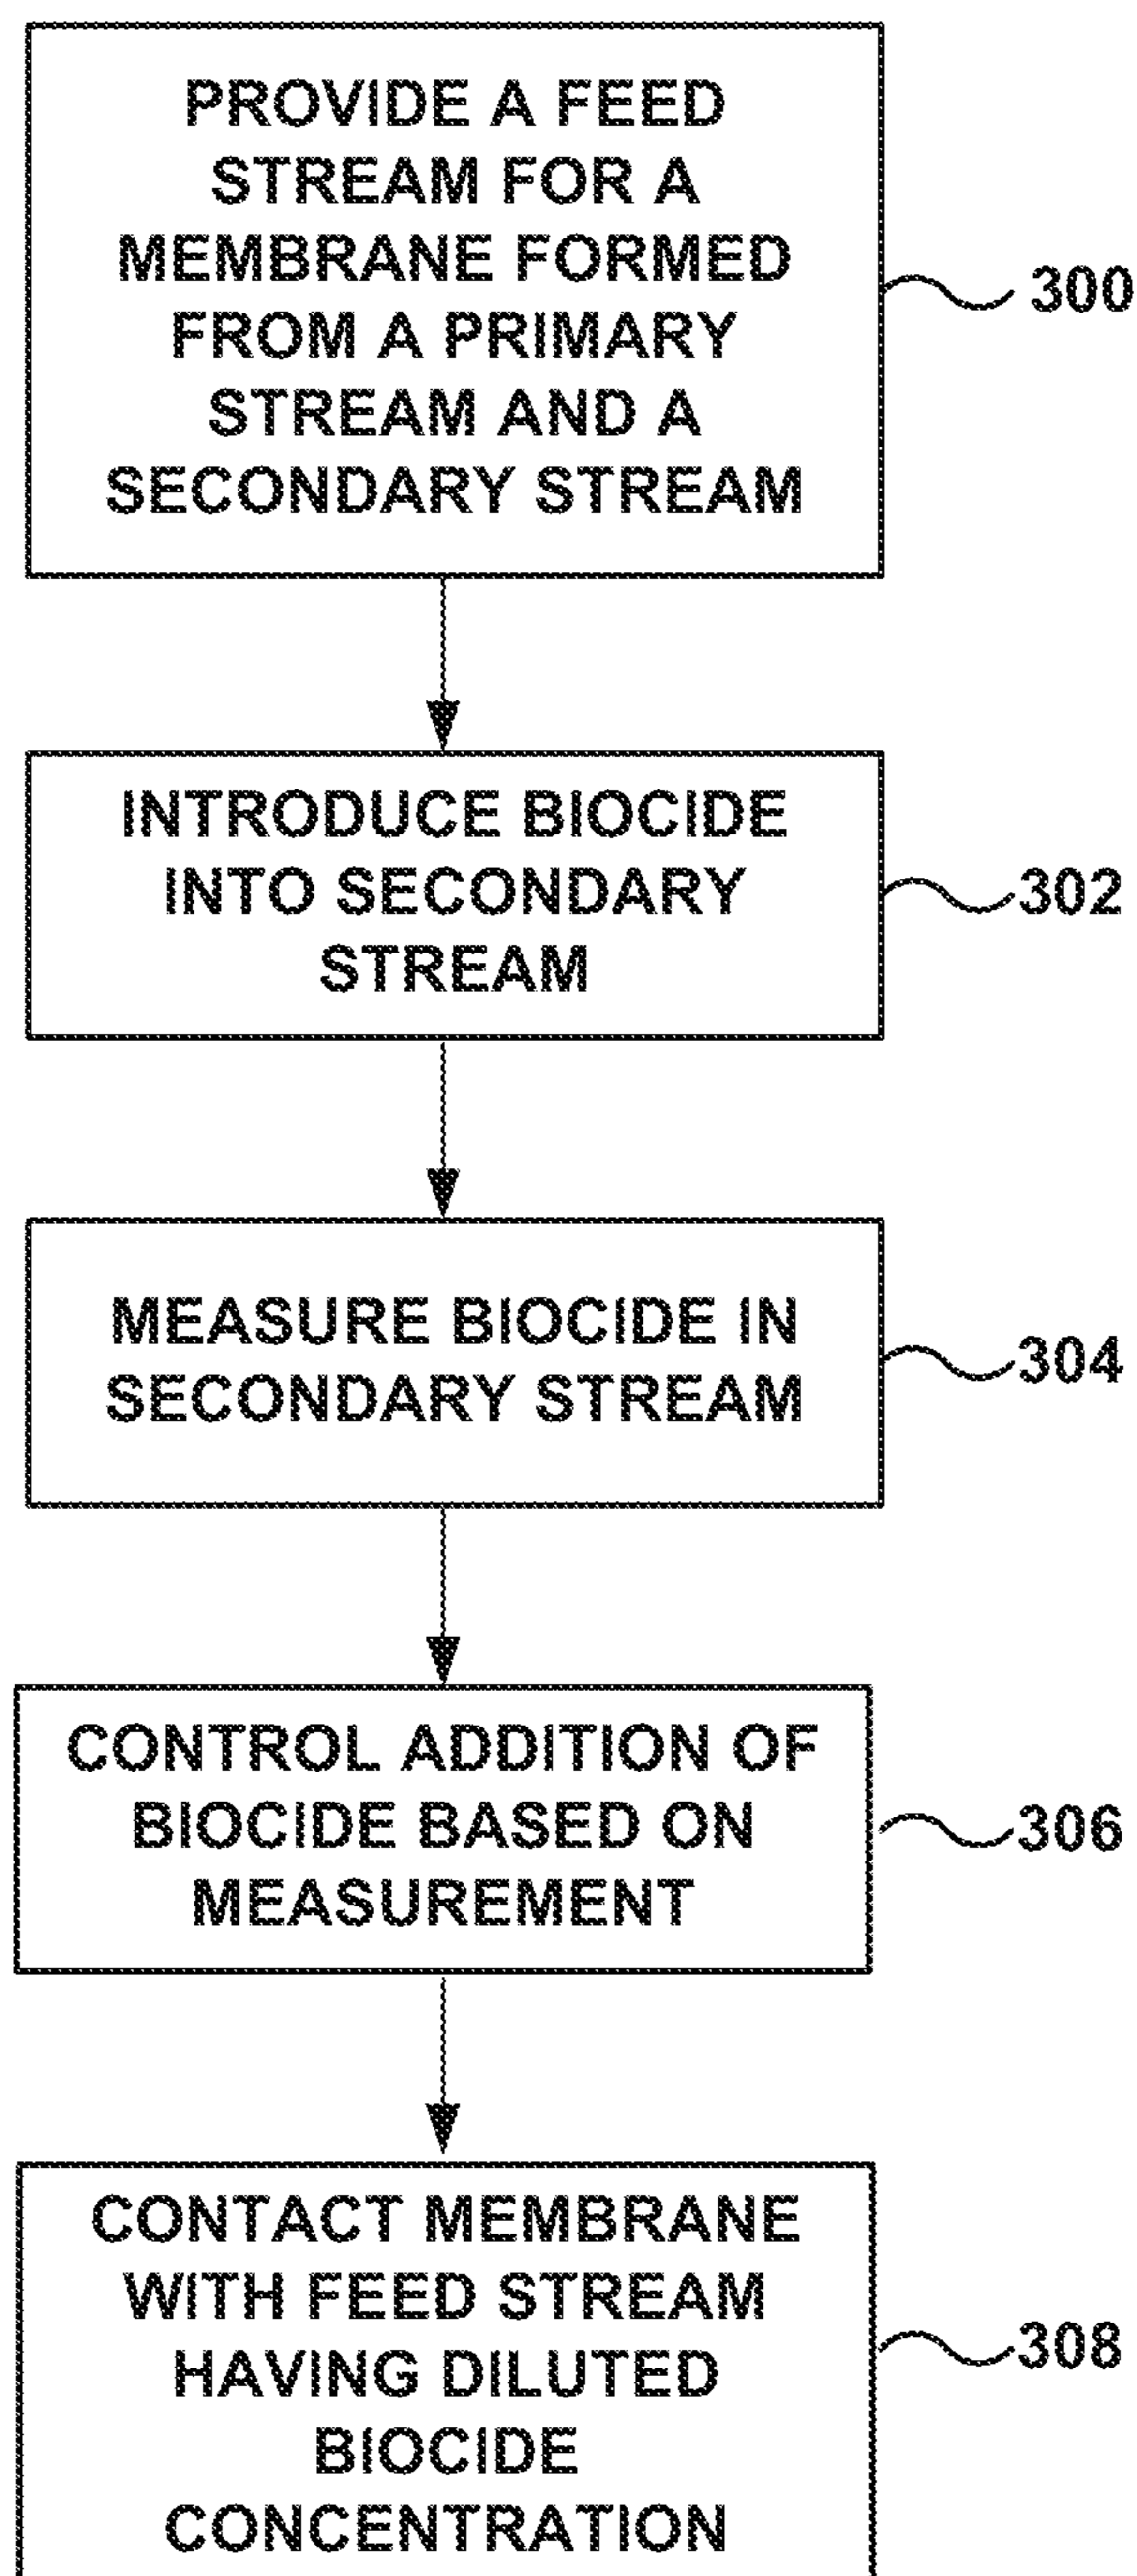 PROVIDE A FEED
STREAM FOR A
MEMBRANE FORMED
FROM A PRIMARY
STREAM AND A
SECONDARY STREAM
300
INTRODUCE BIOCIDE
INTO SECONDARY
STREAM
302
MEASURE BIOCIDE IN
SECONDARY STREAM
304
CONTROL ADDITION OF
BIOCIDE BASED ON
MEASUREMENT
306
CONTACT MEMBRANE
WITH FEED STREAM
HAVING DILUTED
BIOCIDE
CONCENTRATION
308